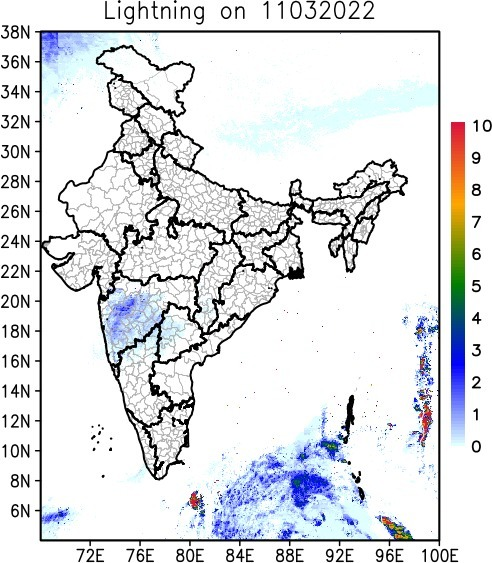 Lightning on 11032022
38N
36N
34N
32N
30N
28N
26N
24N
22N
20N
18N
16N
14N
12N
10N
8N
6N
72E 76E 80E 84E 88E 92E 96E 100E
10
9
8
7
6
5
4
3
2
1
0